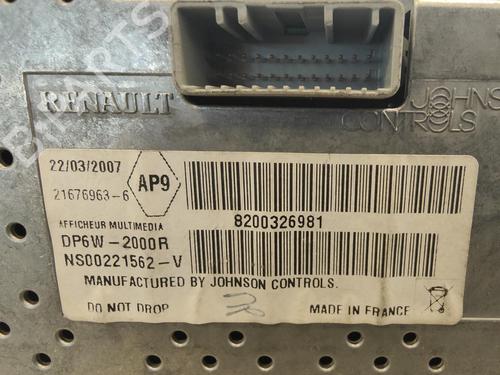 RENAULT
JOHNS
CONTROLS
22/03/2007
21676963-6
AP9
8200326981
AFFICHEUR MULTIMEDIA
DP6W-2000R
NS00221562-V
MANUFACTURED BY JOHNSON CONTROLS.
DO NOT DROP
MADE IN FRANCE